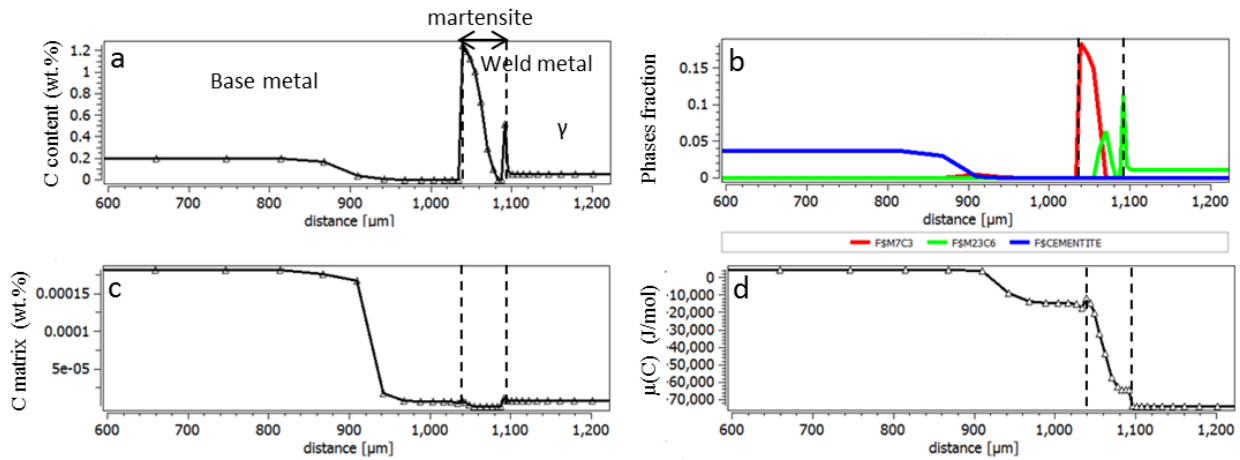 martensite
a
Base metal
Weld metal
γ
C content (wt.%)
1.2
1
0.8
0.6
0.4
0.2
0
600 700 800 900 1,000 1,100 1,200
distance [µm]
b
Phases fraction
0.15
0.1
0.05
0
600 700 800 900 1,000 1,100 1,200
distance [µm]
F$M7C3 F$M23C6 F$CEMENTITE
c
C matrix (wt.%)
0.00015
0.0001
5e-05
600 700 800 900 1,000 1,100 1,200
distance [µm]
d
µ(C) (J/mol)
0
-10,000
-20,000
-30,000
-40,000
-50,000
-60,000
-70,000
600 700 800 900 1,000 1,100 1,200
distance [µm]